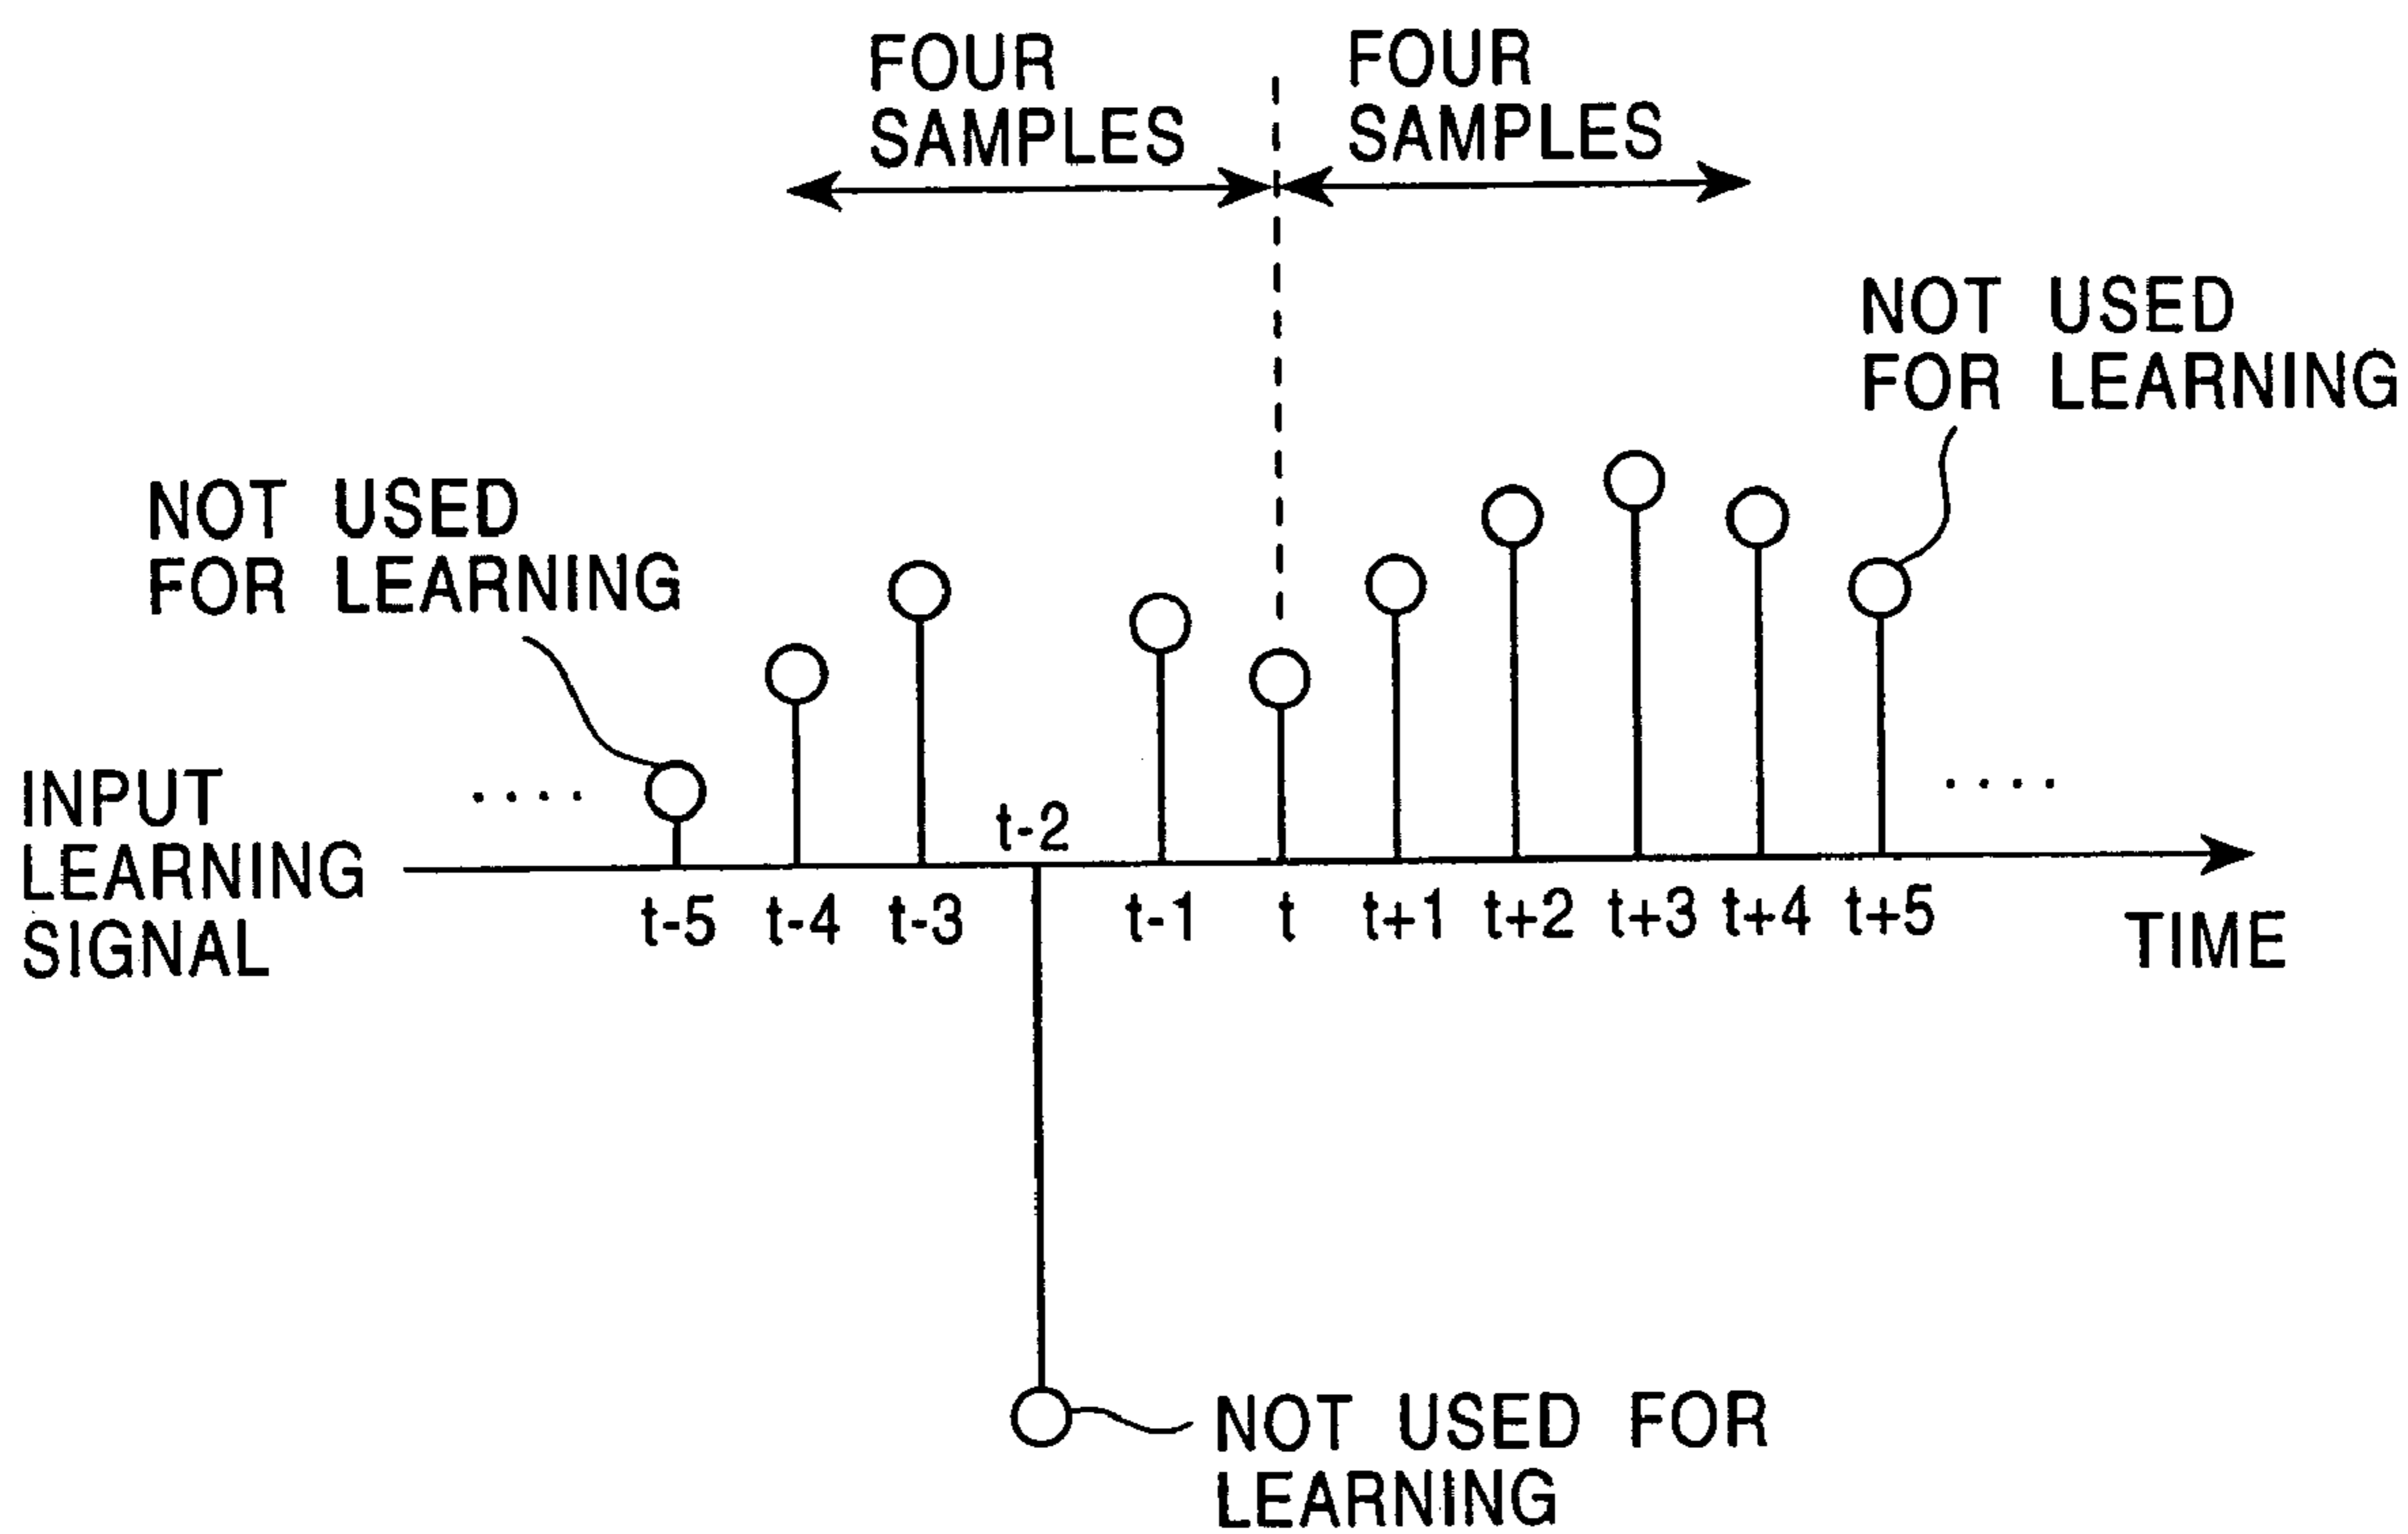 FOUR
SAMPLES
FOUR
SAMPLES
NOT USED
FOR LEARNING
NOT USED
FOR LEARNING
INPUT
LEARNING
SIGNAL
....
t-2
....
t-5 t-4 t-3 t-1 t t+1 t+2 t+3 t+4 t+5
TIME
NOT USED FOR
LEARNING